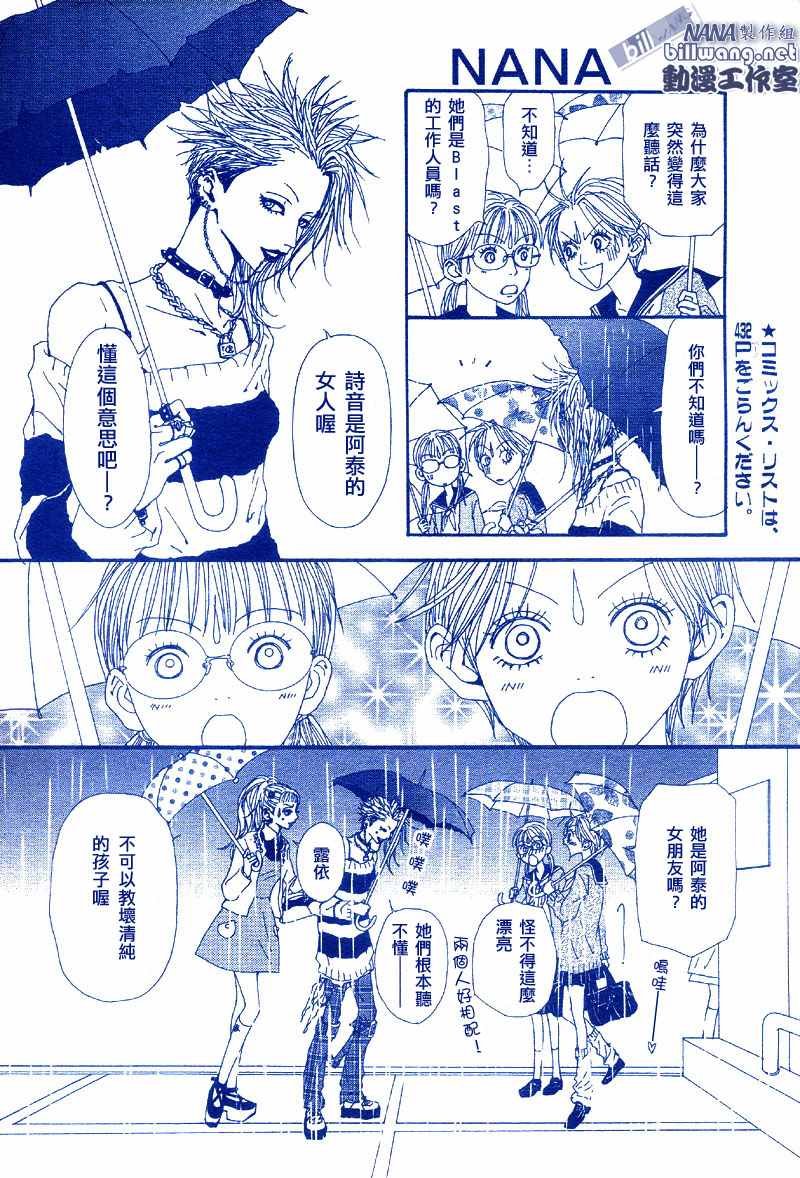 NANA
bill
NANA製作組
billwang.net
動漫工作室
為什麼大家
突然變得這
麼聽話？
不知道…
她們是Blast
的工作人員嗎？
你們不知道嗎——？
★コミックス・リストは、
432Pをごらんください。
詩音是阿泰的
女人喔
懂這個意思吧—？
她是阿泰的
女朋友嗎？
嗚哇
怪不得這麼
漂亮
兩個人好相配！
噗
噗
噗
她們根本聽
不懂——
露依
不可以教壞清純
的孩子喔